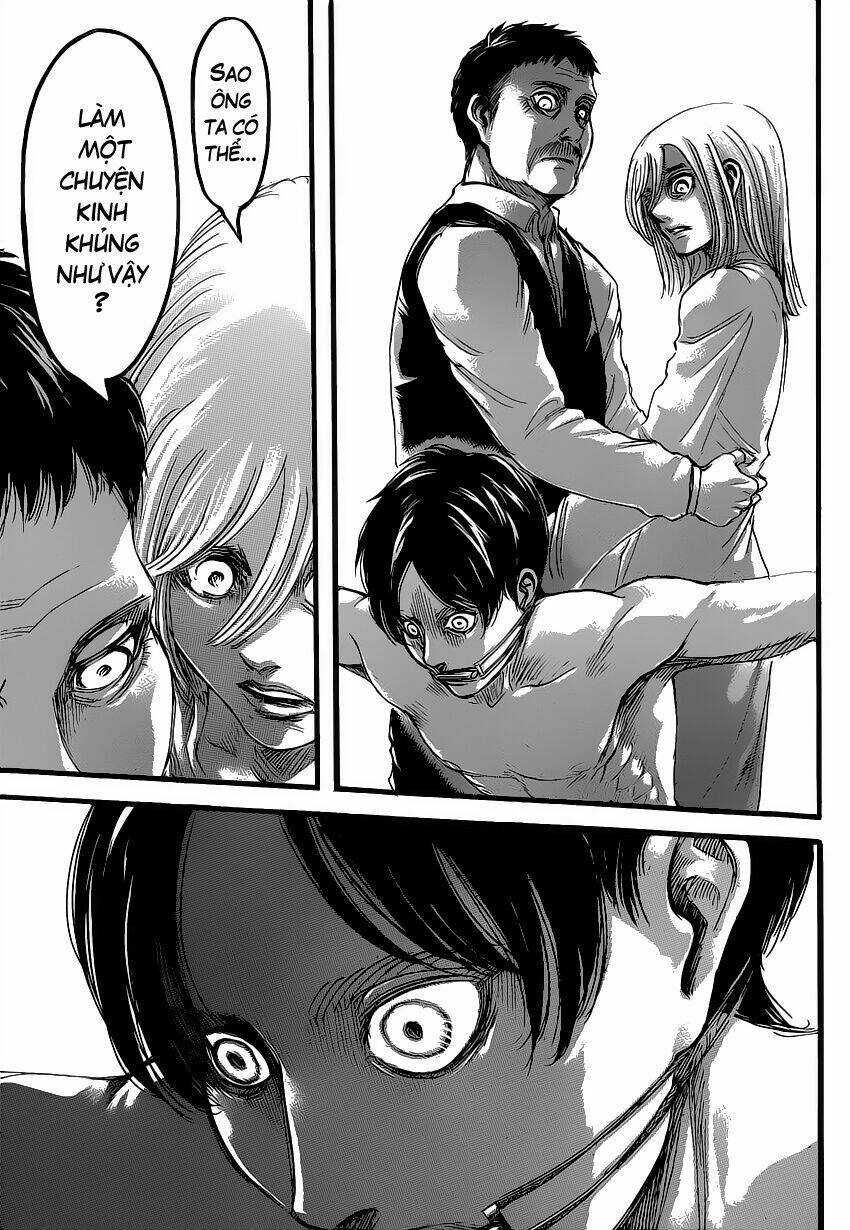 SAO
ÔNG
TA CÓ
THỂ...
LÀM
MỘT
CHUYỆN
KINH
KHỦNG
NHƯ VẬY
?